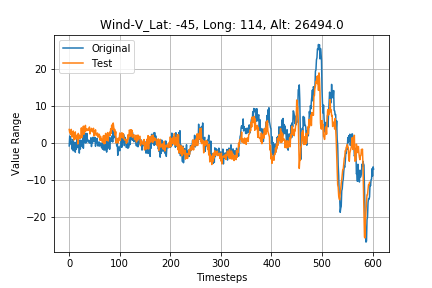 Wind-V_Lat: -45, Long: 114, Alt: 26494.0
Original
Test
Value Range
20
10
0
-10
-20
0 100 200 300 400 500 600
Timesteps